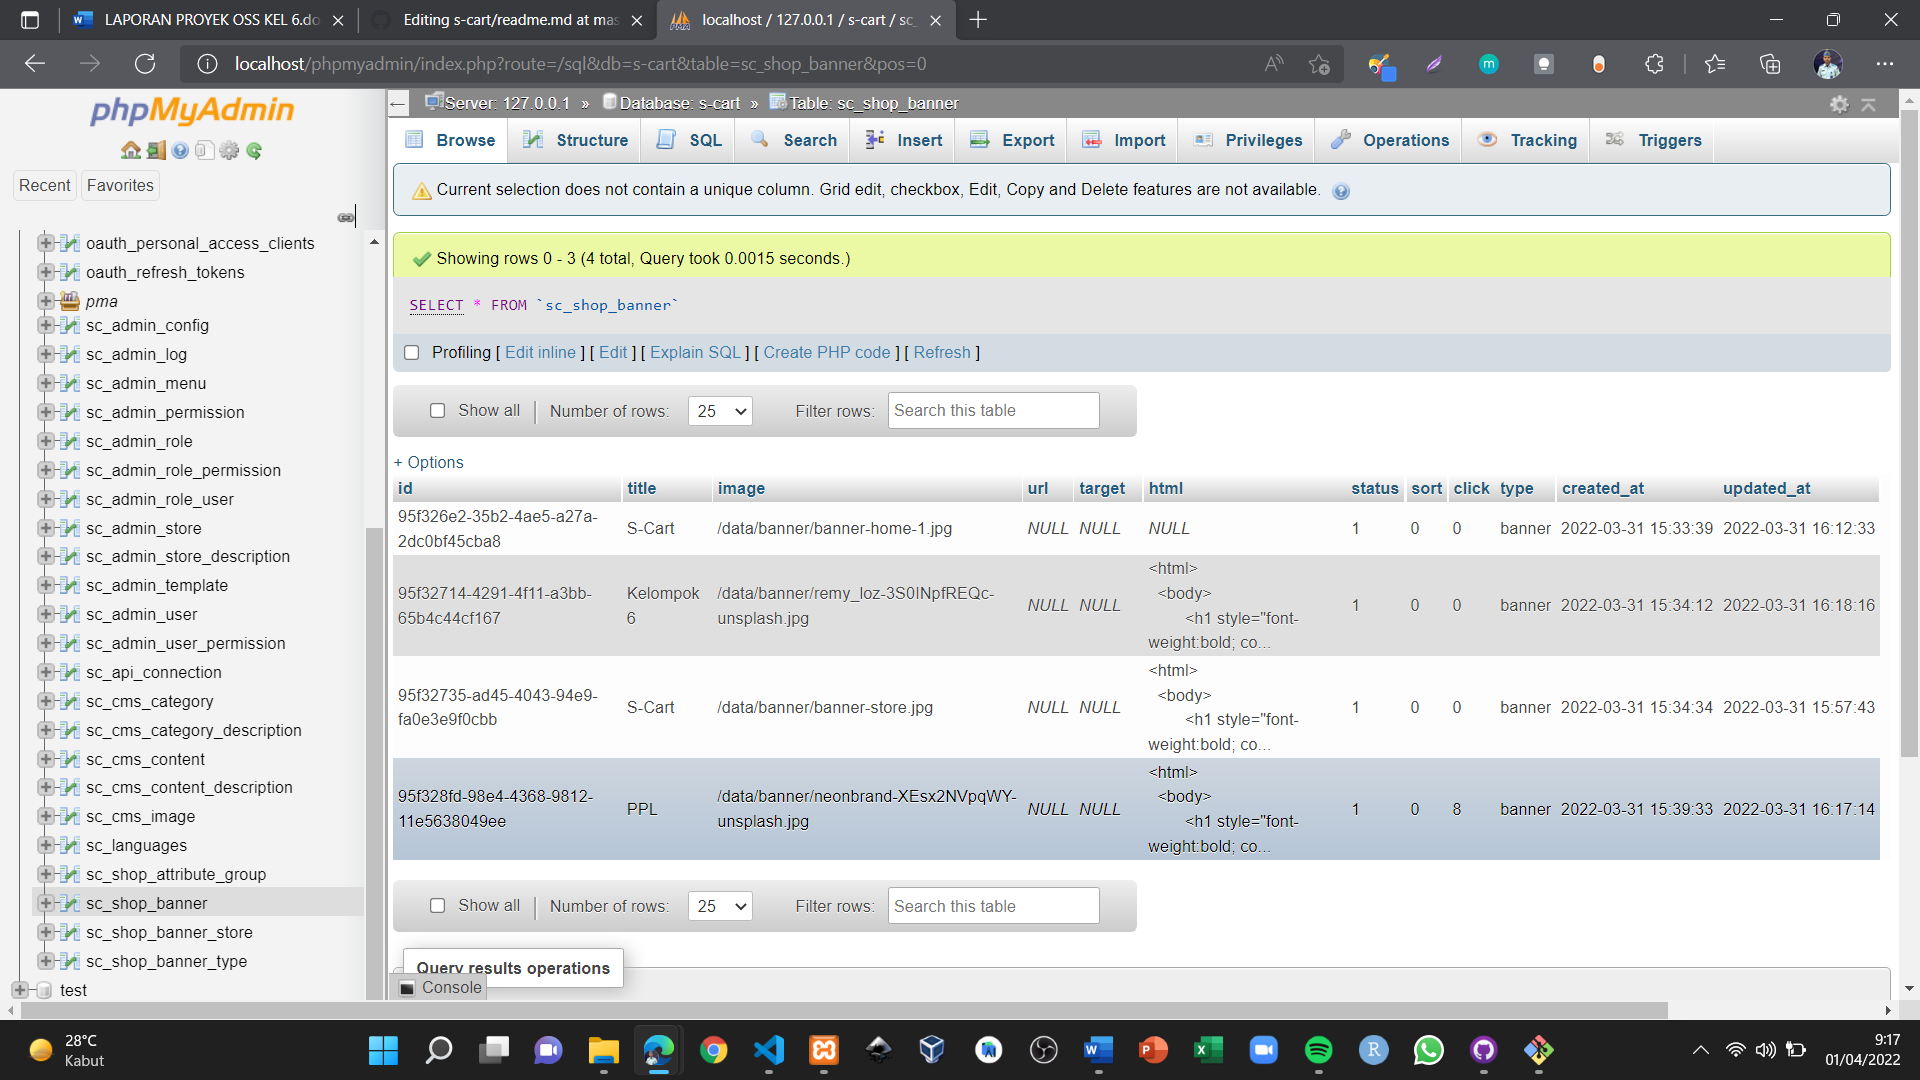 LAPORAN PROYEK OSS KEL 6.do
Editing s-cart/readme.md at mas
localhost / 127.0.0.1 / s-cart / sc_
localhost/phpmyadmin/index.php?route=/sql&db=s-cart&table=sc_shop_banner&pos=0
phpMyAdmin
Recent
Favorites
oauth_personal_access_clients
oauth_refresh_tokens
pma
sc_admin_config
sc_admin_log
sc_admin_menu
sc_admin_permission
sc_admin_role
sc_admin_role_permission
sc_admin_role_user
sc_admin_store
sc_admin_store_description
sc_admin_template
sc_admin_user
sc_admin_user_permission
sc_api_connection
sc_cms_category
sc_cms_category_description
sc_cms_content
sc_cms_content_description
sc_cms_image
sc_languages
sc_shop_attribute_group
sc_shop_banner
sc_shop_banner_store
sc_shop_banner_type
test
Server: 127.0.0.1 » Database: s-cart » Table: sc_shop_banner
Browse Structure SQL Search Insert Export Import Privileges Operations Tracking Triggers
Current selection does not contain a unique column. Grid edit, checkbox, Edit, Copy and Delete features are not available.
Showing rows 0 - 3 (4 total, Query took 0.0015 seconds.)
SELECT * FROM `sc_shop_banner`
Profiling [ Edit inline ] [ Edit ] [ Explain SQL ] [ Create PHP code ] [ Refresh ]
Show all Number of rows: 25 Filter rows: Search this table
+ Options
id title image url target html status sort click type created_at updated_at
95f326e2-35b2-4ae5-a27a-
2dc0bf45cba8
S-Cart /data/banner/banner-home-1.jpg NULL NULL NULL 1 0 0 banner 2022-03-31 15:33:39 2022-03-31 16:12:33
95f32714-4291-4f11-a3bb-
65b4c44cf167
Kelompok
6
/data/banner/remy_loz-3S0INpfREQc-
unsplash.jpg
NULL NULL
<html>
<body>
<h1 style="font-
weight:bold; co...
1 0 0 banner 2022-03-31 15:34:12 2022-03-31 16:18:16
95f32735-ad45-4043-94e9-
fa0e3e9f0cbb
S-Cart /data/banner/banner-store.jpg NULL NULL
<html>
<body>
<h1 style="font-
weight:bold; co...
1 0 0 banner 2022-03-31 15:34:34 2022-03-31 15:57:43
95f328fd-98e4-4368-9812-
11e5638049ee
PPL
/data/banner/neonbrand-XEsx2NVpqWY-
unsplash.jpg
NULL NULL
<html>
<body>
<h1 style="font-
weight:bold; co...
1 0 8 banner 2022-03-31 15:39:33 2022-03-31 16:17:14
Show all Number of rows: 25 Filter rows: Search this table
Query results operations
Console
28°C
Kabut
9:17
01/04/2022